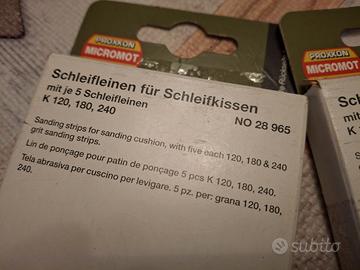 PROXXON
MICROMOT
PROXXON
MICROMOT
Schleifleinen für Schleifkissen
mit je 5 Schleifleinen
K 120, 180, 240
NO 28 965
Sanding strips for sanding cushion, with five each 120, 180 & 240
grit sanding strips.
Lin de ponçage pour patin de ponçage 5 pcs K 120, 180, 240.
Tela abrasiva per cuscino per levigare. 5 pz. per: grana 120, 180,
240.
Sch
mit
K 1
subito